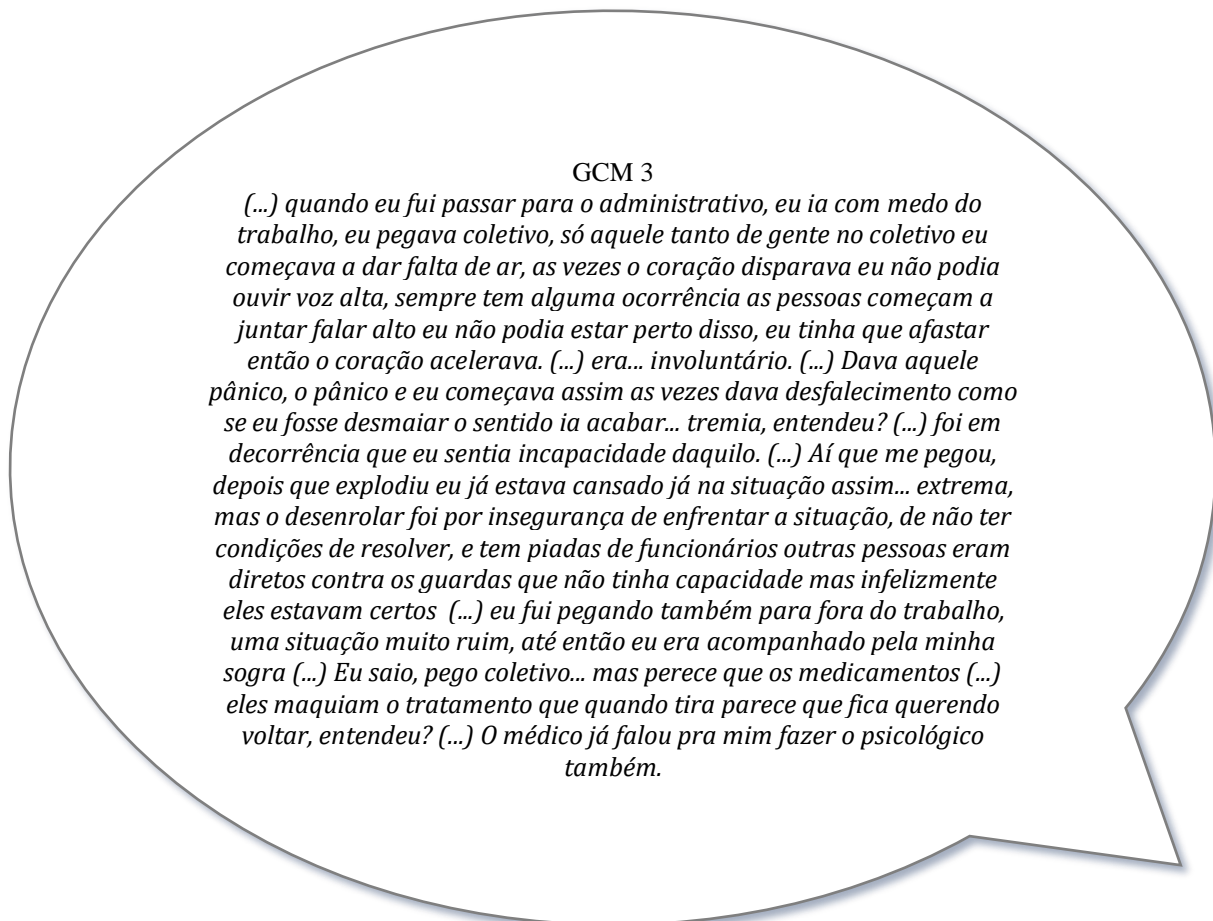 GCM 3
(...) quando eu fui passar para o administrativo, eu ia com medo do
trabalho, eu pegava coletivo, só aquele tanto de gente no coletivo eu
começava a dar falta de ar, as vezes o coração disparava eu não podia
ouvir voz alta, sempre tem alguma ocorrência as pessoas começam a
juntar falar alto eu não podia estar perto disso, eu tinha que afastar
então o coração acelerava. (...) era... involuntário. (...) Dava aquele
pânico, o pânico e eu começava assim as vezes dava desfalecimento como
se eu fosse desmaiar o sentido ia acabar... tremia, entendeu? (...) foi em
decorrência que eu sentia incapacidade daquilo. (...) Aí que me pegou,
depois que explodiu eu já estava cansado já na situação assim... extrema,
mas o desenrolar foi por insegurança de enfrentar a situação, de não ter
condições de resolver, e tem piadas de funcionários outras pessoas eram
diretos contra os guardas que não tinha capacidade mas infelizmente
eles estavam certos (...) eu fui pegando também para fora do trabalho,
uma situação muito ruim, até então eu era acompanhado pela minha
sogra (...) Eu saio, pego coletivo... mas perece que os medicamentos (...)
eles maquiam o tratamento que quando tira parece que fica querendo
voltar, entendeu? (...) O médico já falou pra mim fazer o psicológico
também.